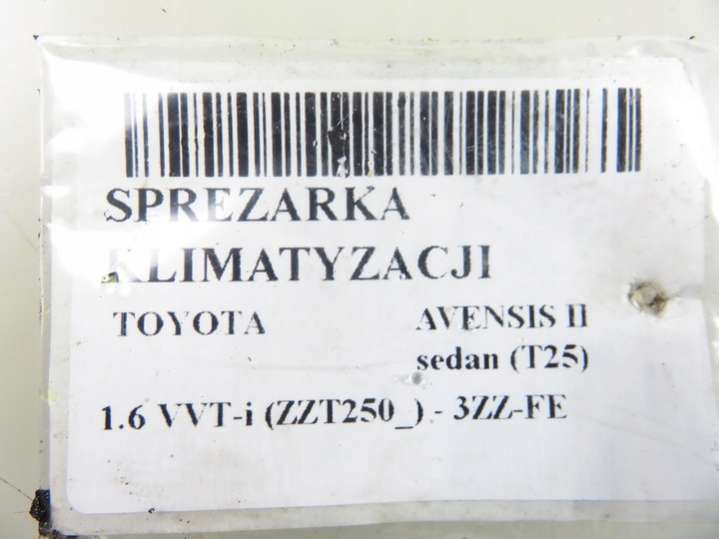 SPREZARKA
KLIMATYZACJI
TOYOTA AVENSIS II
sedan (T25)
1.6 VVT-i (ZZT250_) - 3ZZ-FE